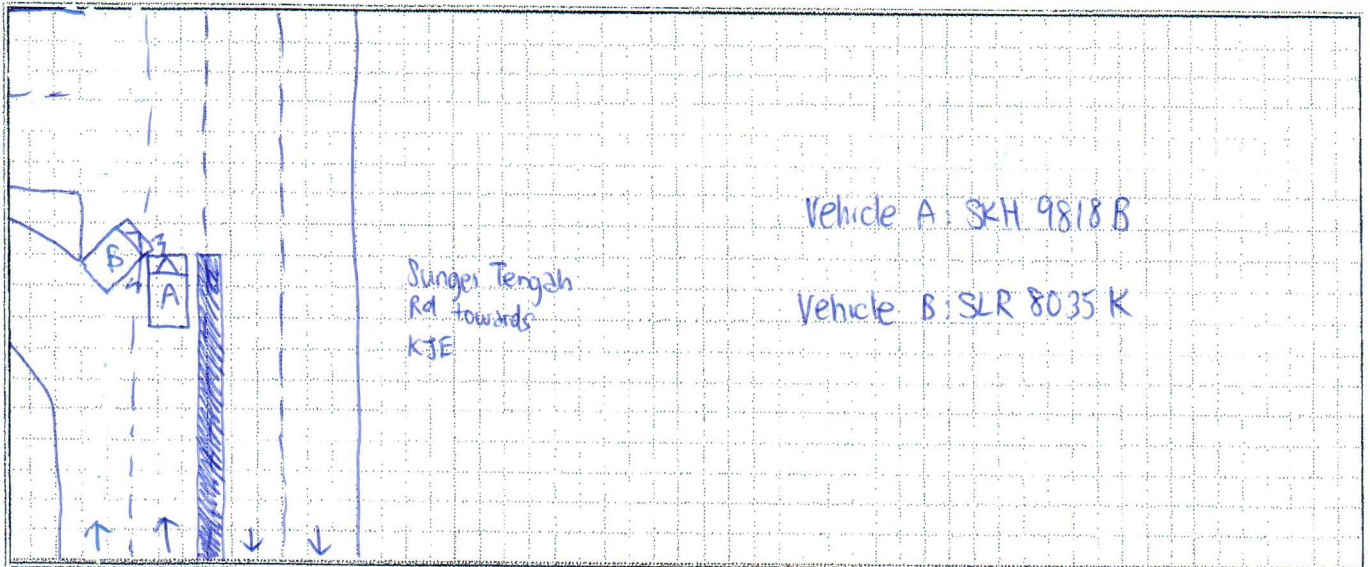 B
A
Sungei Tengah
Rd towards
KJE
Vehicle A: SKH 9818 B
Vehicle B: SLR 8035 K